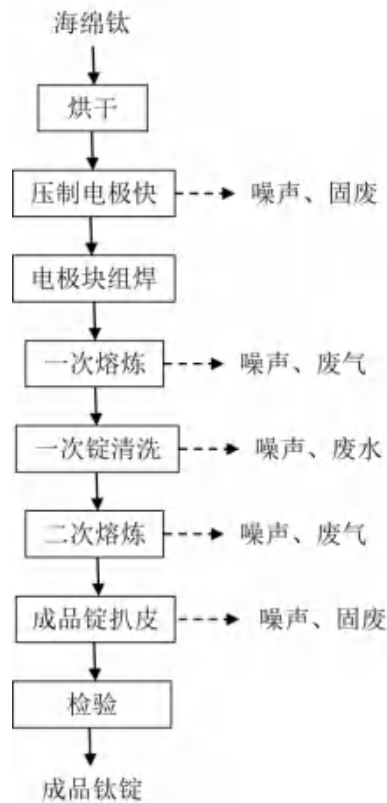 海绵钛
烘干
压制电极快
噪声、固废
电极块组焊
一次熔炼
噪声、废气
一次锭清洗
噪声、废水
二次熔炼
噪声、废气
成品锭扒皮
噪声、固废
检验
成品钛锭